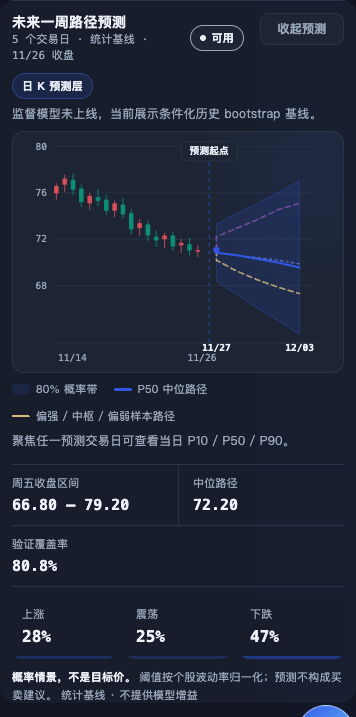 未来一周路径预测
5 个交易日 · 统计基线 ·
11/26 收盘
可用
收起预测
日 K 预测层
监督模型未上线，当前展示条件化历史 bootstrap 基线。
预测起点
80
76
72
68
11/27
12/03
11/14
11/26
80% 概率带
P50 中位路径
偏强 / 中枢 / 偏弱样本路径
聚焦任一预测交易日可查看当日 P10 / P50 / P90。
周五收盘区间
中位路径
66.80 — 79.20
72.20
验证覆盖率
80.8%
上涨
震荡
下跌
28%
25%
47%
概率情景，不是目标价。 阈值按个股波动率归一化；预测不构成买
卖建议。 统计基线 · 不提供模型增益